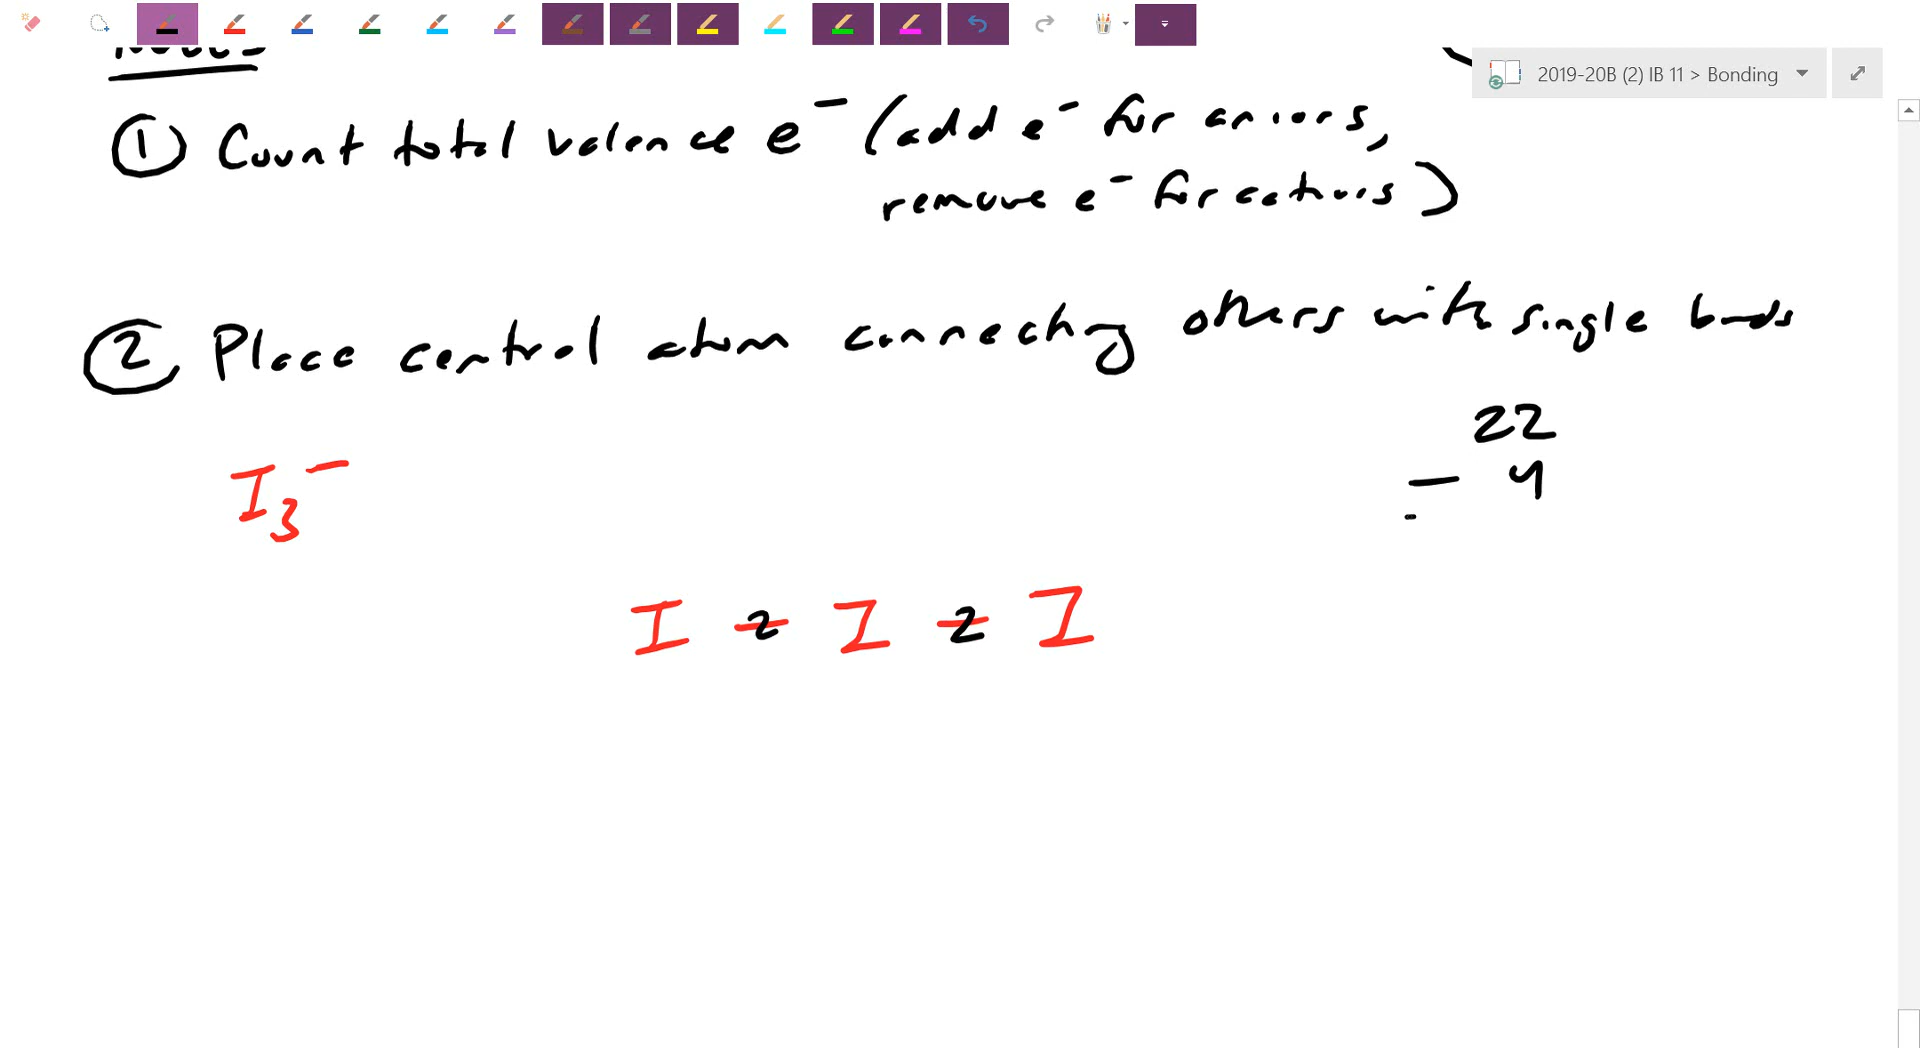 2019-20B (2) IB 11 > Bonding
① Count total valence e⁻ (add e⁻ for anions,
remove e⁻ for cations)
② Place central atom connecting others with single bonds
22
− 4
I₃⁻
I 2 I 2 I